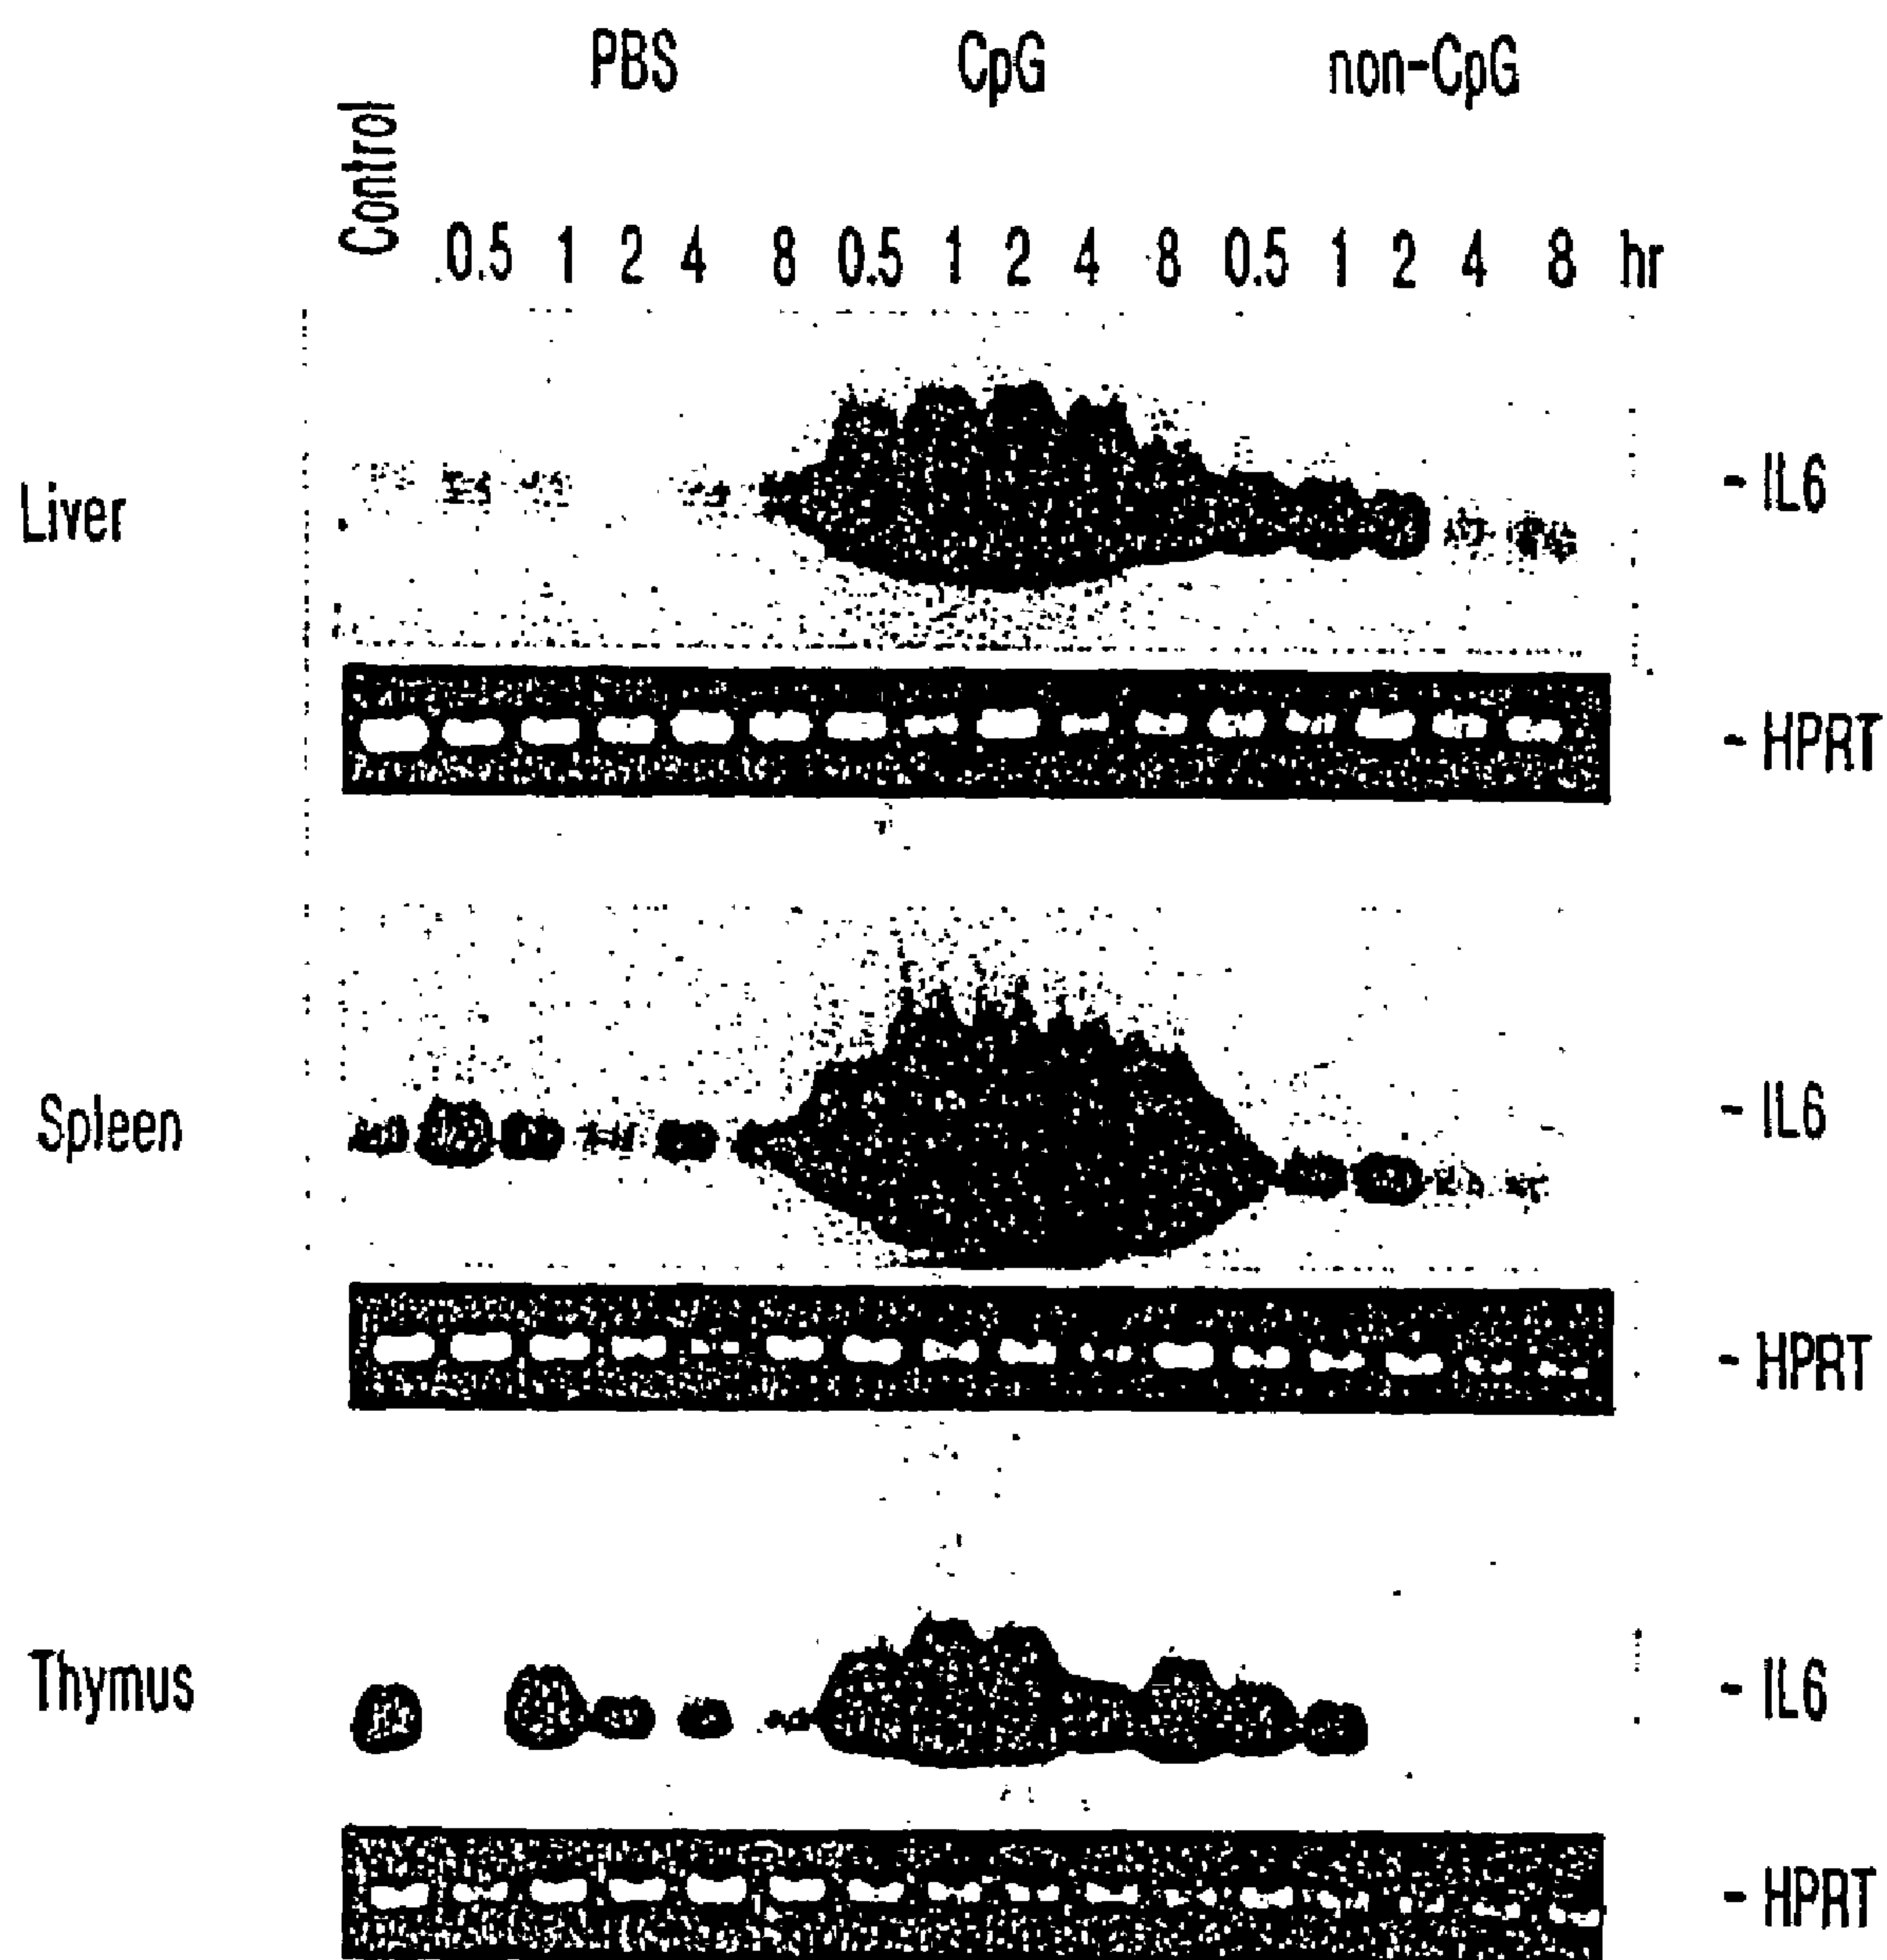 PBS CpG non-CpG
Control
0.5 1 2 4 8 0.5 1 2 4 8 0.5 1 2 4 8 hr
Liver
- IL6
- HPRT
Spleen
- IL6
- HPRT
Thymus
- IL6
- HPRT